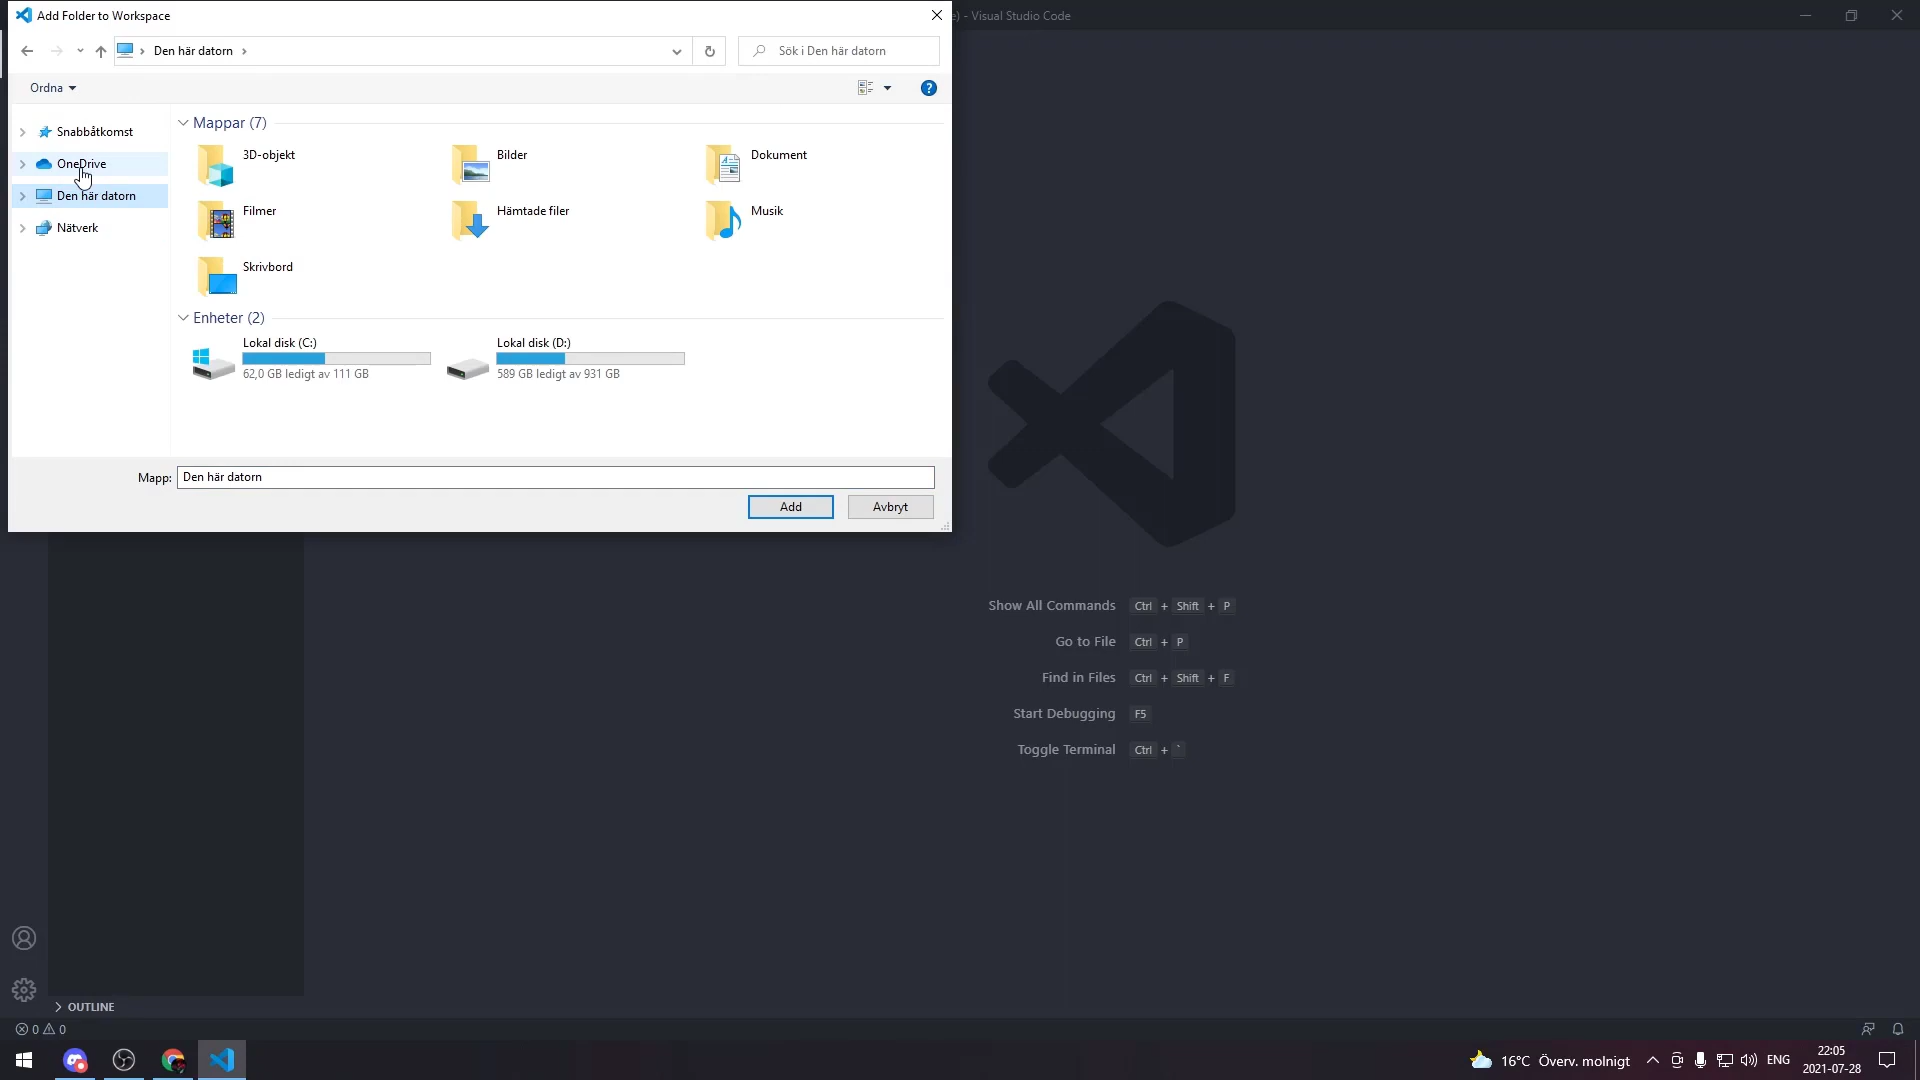 Add Folder to Workspace
e) - Visual Studio Code
Den här datorn
Sök i Den här datorn
Ordna
Snabbåtkomst
OneDrive
Den här datorn
Nätverk
Mappar (7)
3D-objekt
Bilder
Dokument
Filmer
Hämtade filer
Musik
Skrivbord
Enheter (2)
Lokal disk (C:)
62,0 GB ledigt av 111 GB
Lokal disk (D:)
589 GB ledigt av 931 GB
Mapp: Den här datorn
Add
Avbryt
Show All Commands Ctrl + Shift + P
Go to File Ctrl + P
Find in Files Ctrl + Shift + F
Start Debugging F5
Toggle Terminal Ctrl + `
OUTLINE
0 0
16°C Överv. molnigt
ENG
22:05
2021-07-28